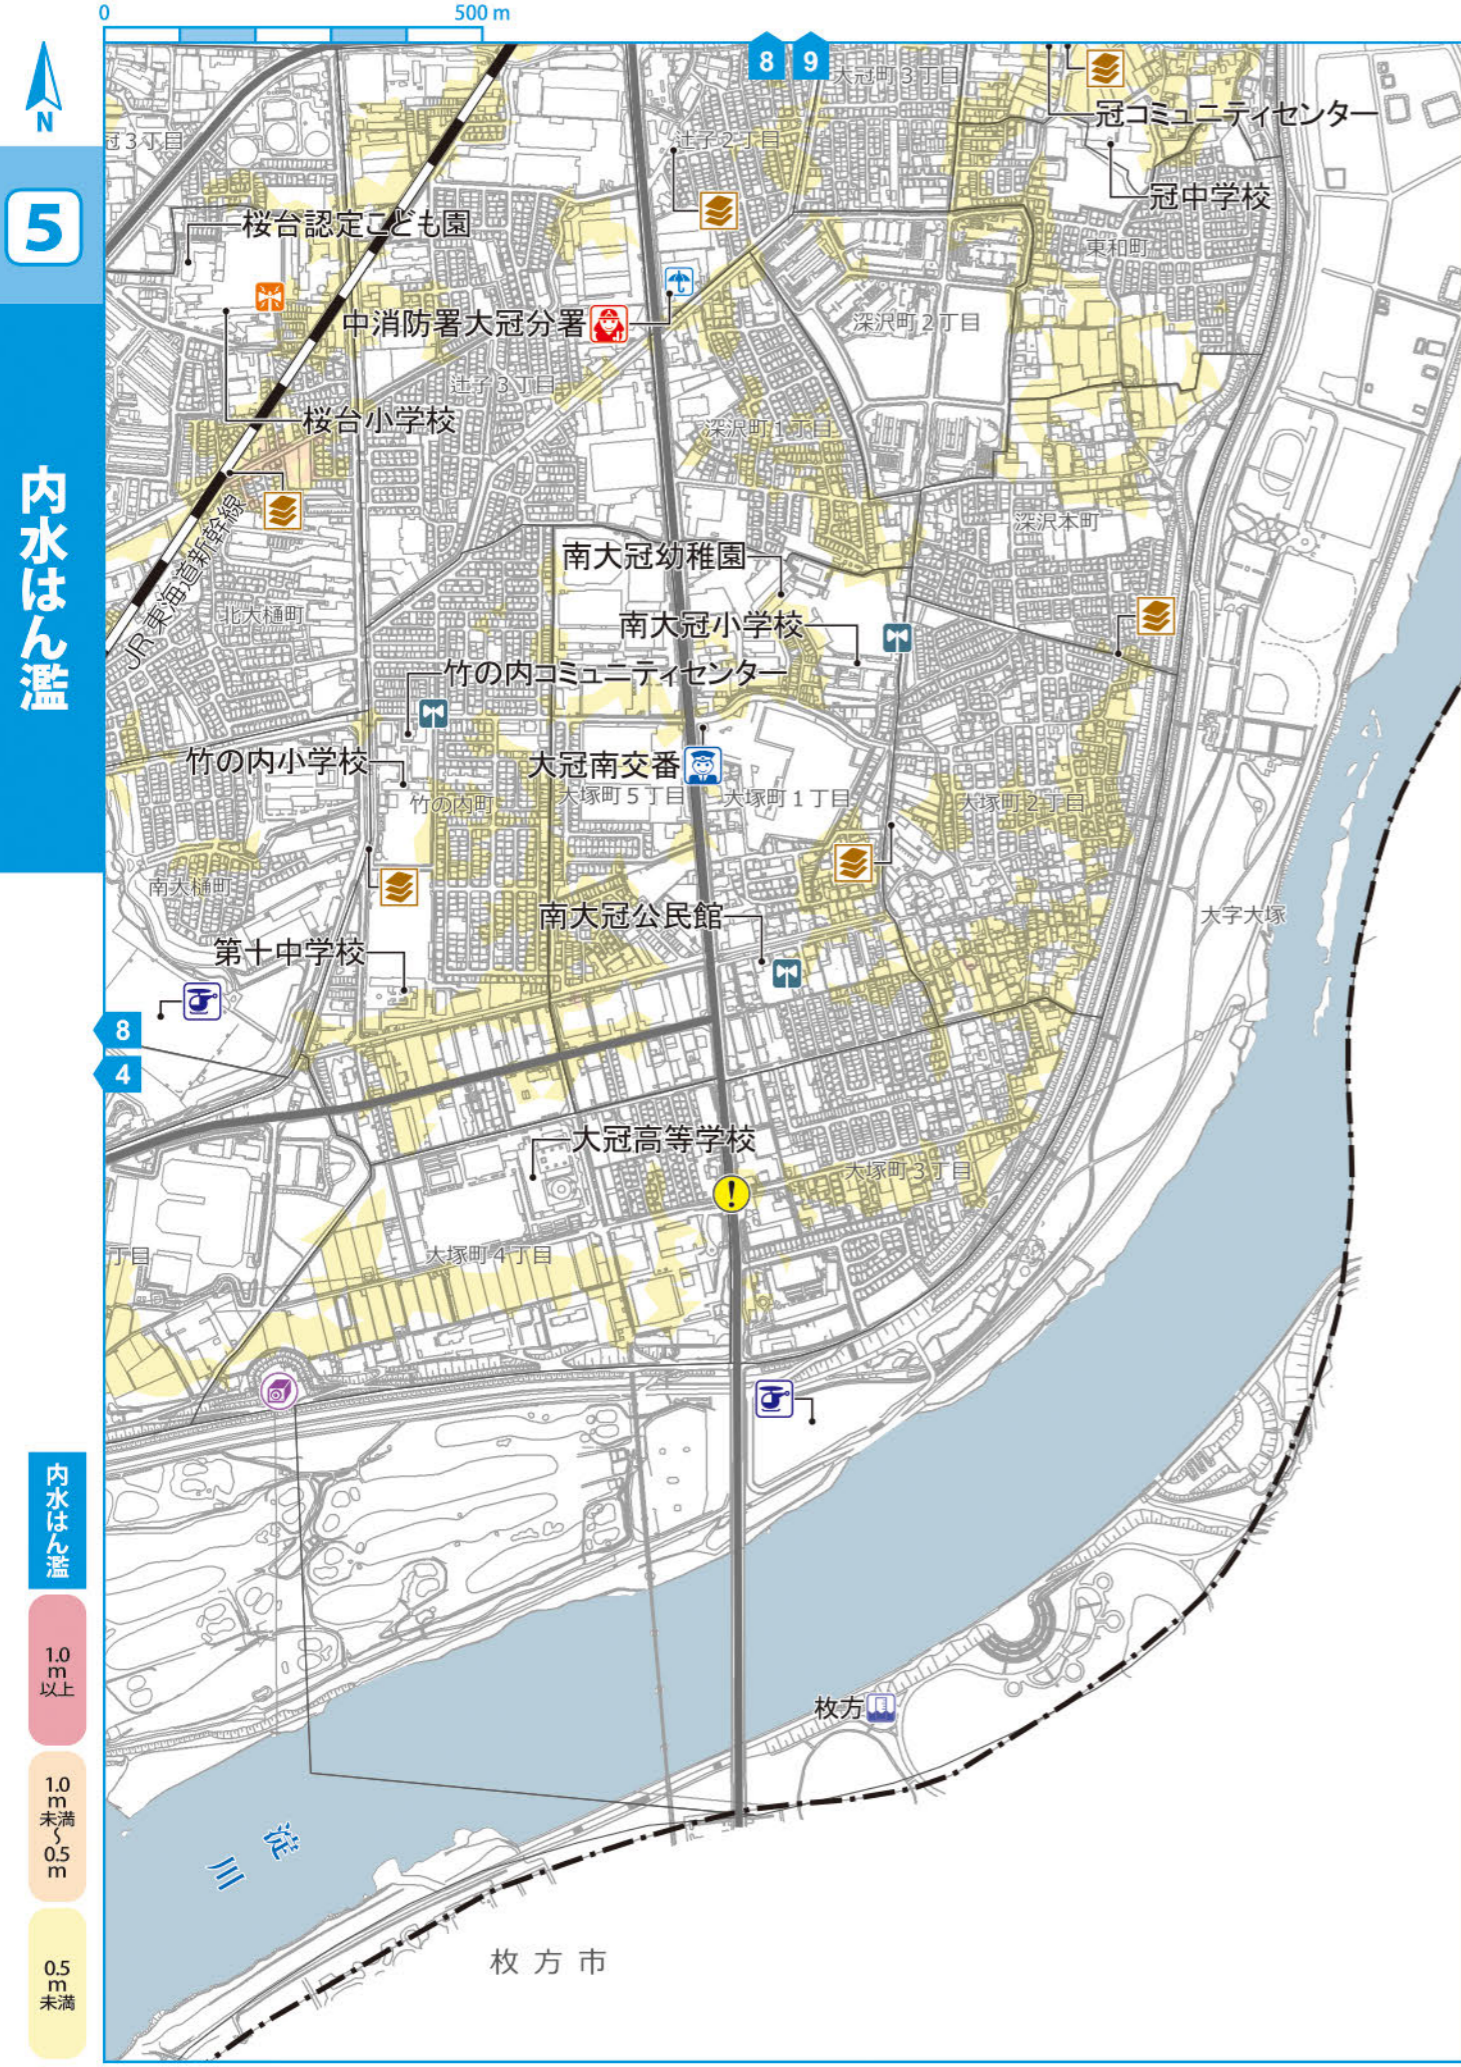 0
500 m
N
5
内水はん濫
8
9
大冠町3丁目
冠コミュニティセンター
冠3丁目
辻子2丁目
冠中学校
桜台認定こども園
東和町
中消防署大冠分署
深沢町2丁目
辻子3丁目
桜台小学校
深沢町1丁目
JR東海道新幹線
深沢本町
南大冠幼稚園
北大樋町
南大冠小学校
竹の内コミュニティセンター
竹の内小学校
大冠南交番
竹の内町
大塚町5丁目
大塚町1丁目
大塚町2丁目
南大樋町
南大冠公民館
大字大塚
第十中学校
8
4
大冠高等学校
大塚町3丁目
丁目
大塚町4丁目
内水はん濫
1.0
m
以上
1.0
m
未満
〜
0.5
m
0.5
m
未満
枚方
淀川
枚方市